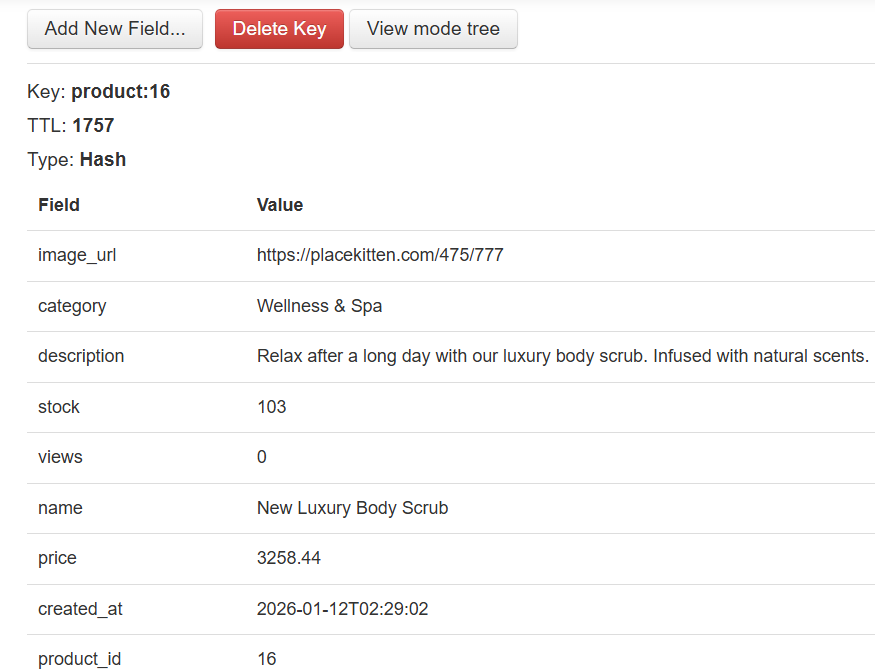 Add New Field... Delete Key View mode tree
Key: product:16
TTL: 1757
Type: Hash
Field Value
image_url https://placekitten.com/475/777
category Wellness & Spa
description Relax after a long day with our luxury body scrub. Infused with natural scents.
stock 103
views 0
name New Luxury Body Scrub
price 3258.44
created_at 2026-01-12T02:29:02
product_id 16